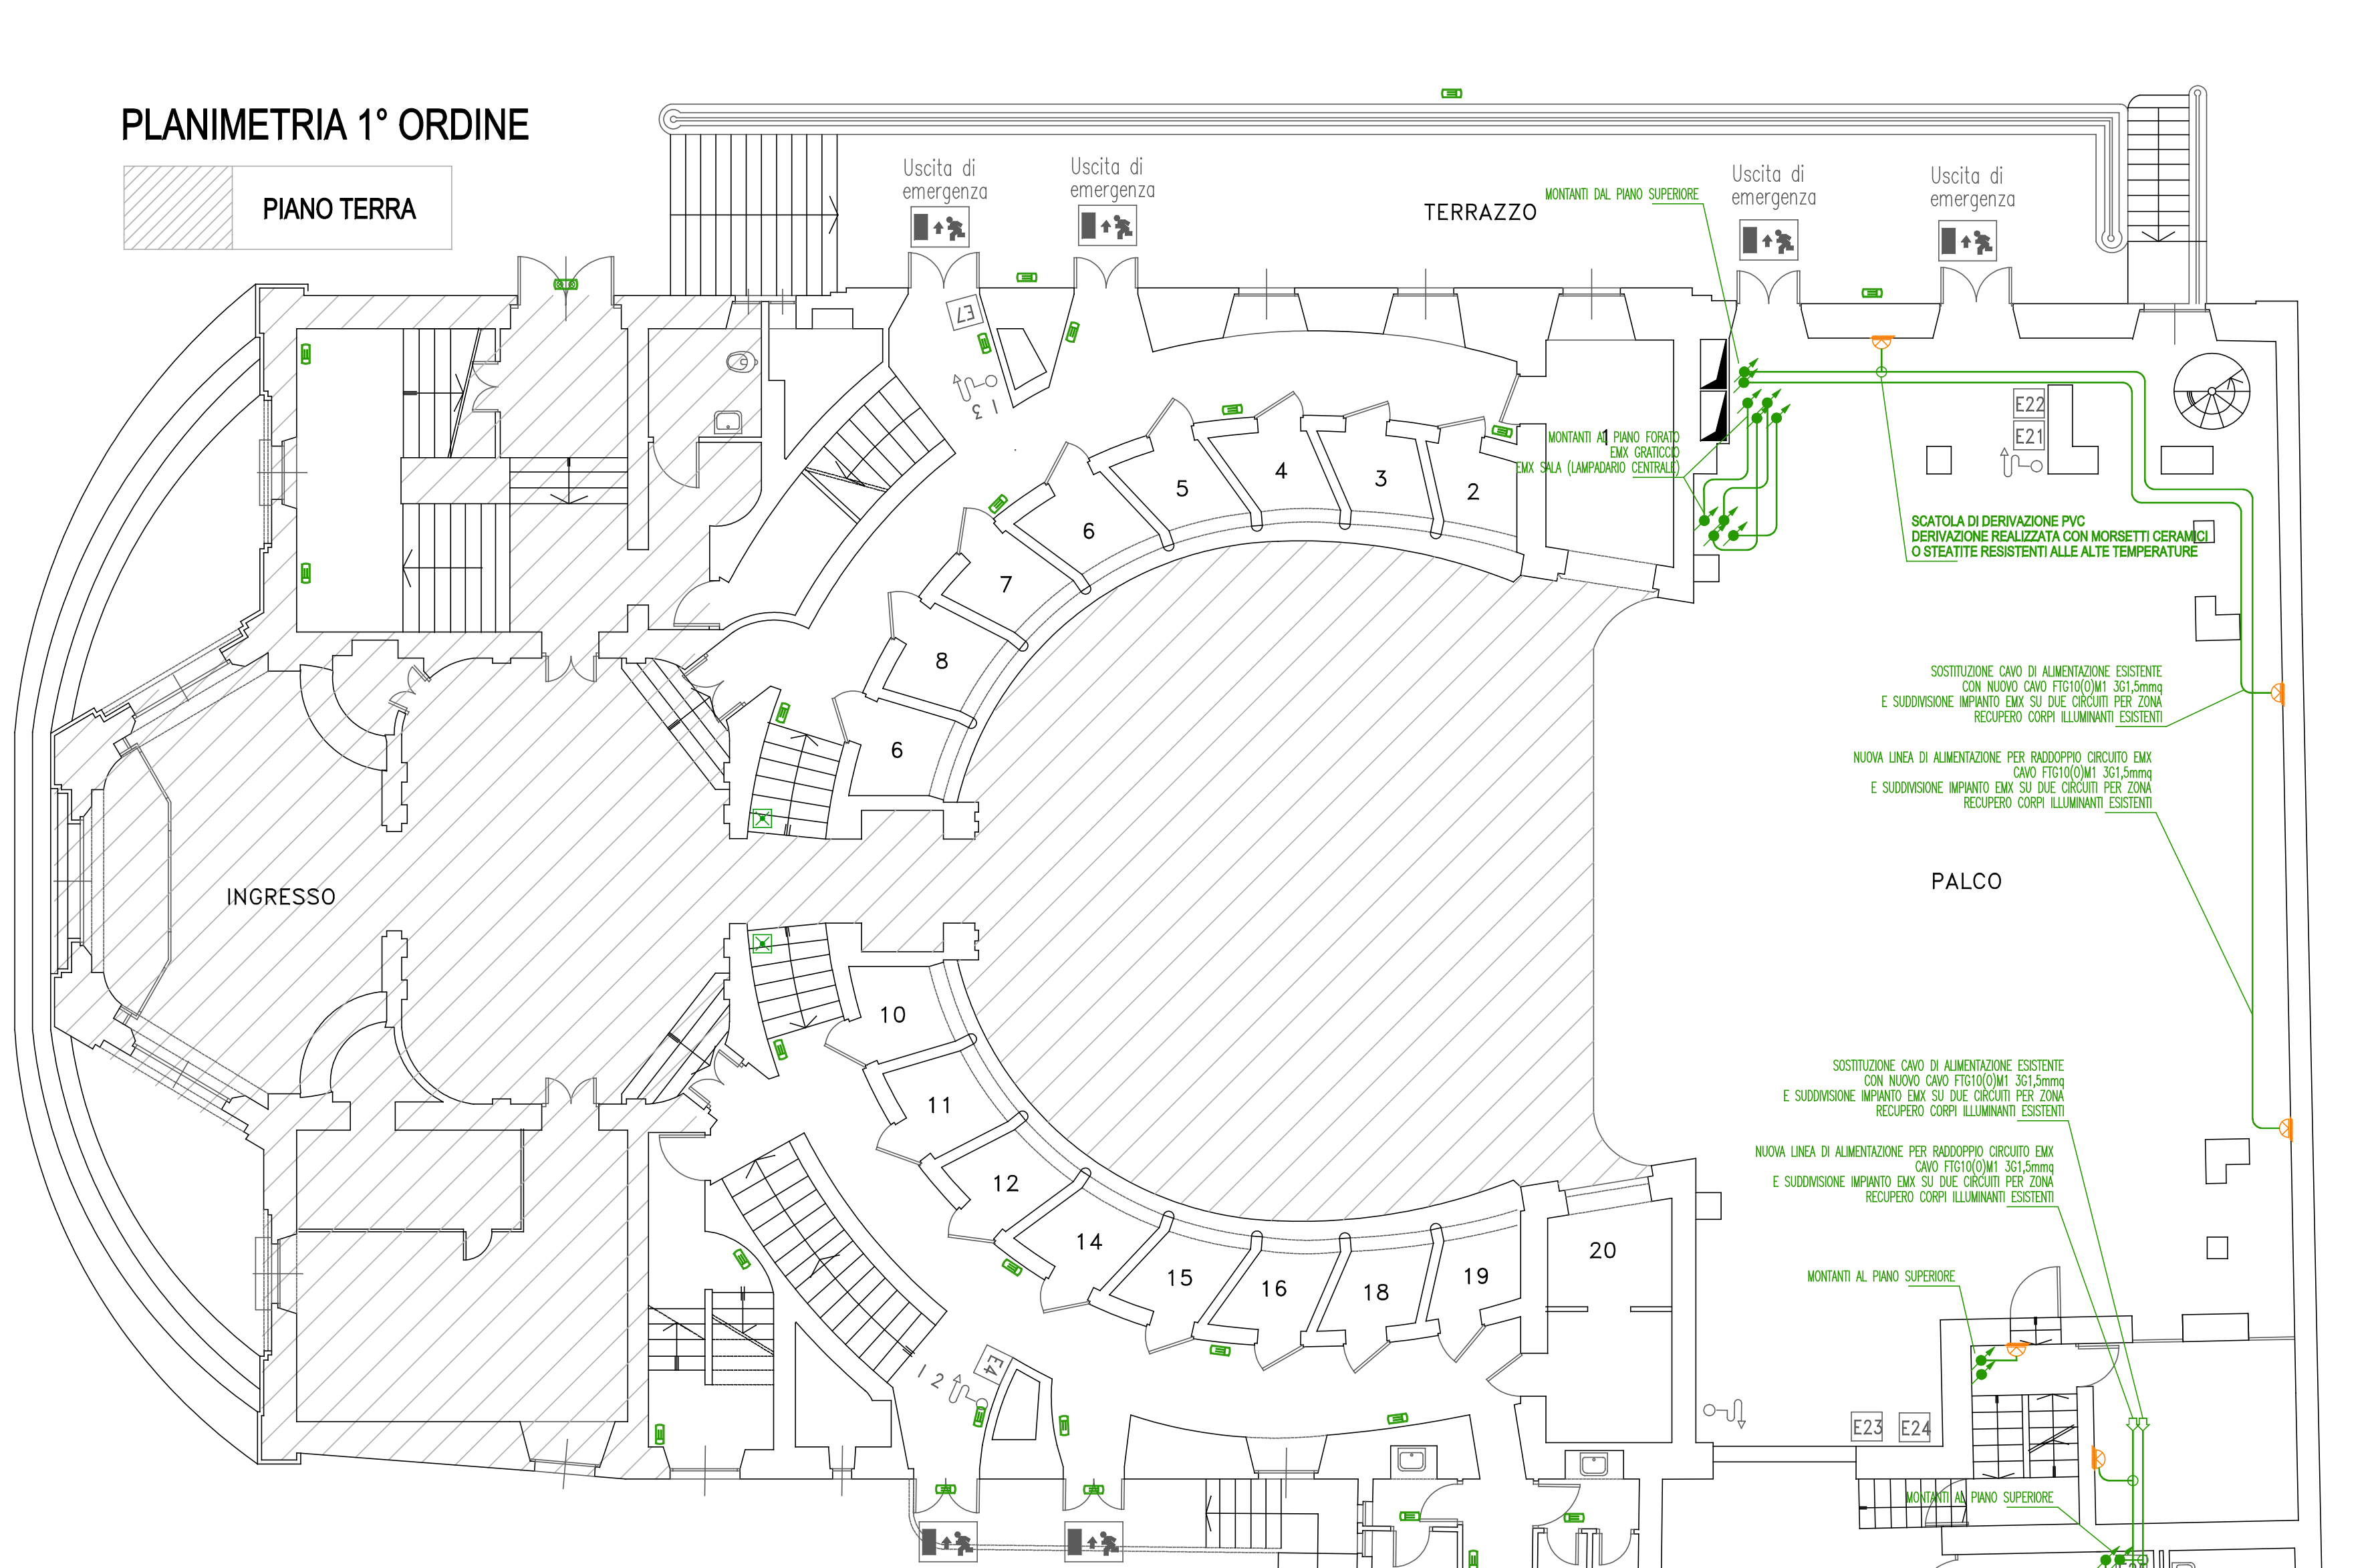 PLANIMETRIA 1° ORDINE
PIANO TERRA
Uscita di
emergenza
Uscita di
emergenza
TERRAZZO
MONTANTI DAL PIANO SUPERIORE
Uscita di
emergenza
Uscita di
emergenza
E7
13
E22
E21
1
MONTANTI AL PIANO FORATO
EMX GRATICCIO
EMX SALA (LAMPADARIO CENTRALE)
2
3
4
5
6
7
8
6
SCATOLA DI DERIVAZIONE PVC
DERIVAZIONE REALIZZATA CON MORSETTI CERAMICI
O STEATITE RESISTENTI ALLE ALTE TEMPERATURE
SOSTITUZIONE CAVO DI ALIMENTAZIONE ESISTENTE
CON NUOVO CAVO FTG10(O)M1 3G1,5mmq
E SUDDIVISIONE IMPIANTO EMX SU DUE CIRCUITI PER ZONA
RECUPERO CORPI ILLUMINANTI ESISTENTI
NUOVA LINEA DI ALIMENTAZIONE PER RADDOPPIO CIRCUITO EMX
CAVO FTG10(O)M1 3G1,5mmq
E SUDDIVISIONE IMPIANTO EMX SU DUE CIRCUITI PER ZONA
RECUPERO CORPI ILLUMINANTI ESISTENTI
INGRESSO
PALCO
10
11
12
14
15
16
18
19
20
SOSTITUZIONE CAVO DI ALIMENTAZIONE ESISTENTE
CON NUOVO CAVO FTG10(O)M1 3G1,5mmq
E SUDDIVISIONE IMPIANTO EMX SU DUE CIRCUITI PER ZONA
RECUPERO CORPI ILLUMINANTI ESISTENTI
NUOVA LINEA DI ALIMENTAZIONE PER RADDOPPIO CIRCUITO EMX
CAVO FTG10(O)M1 3G1,5mmq
E SUDDIVISIONE IMPIANTO EMX SU DUE CIRCUITI PER ZONA
RECUPERO CORPI ILLUMINANTI ESISTENTI
MONTANTI AL PIANO SUPERIORE
E4
12
E23
E24
MONTANTI AL PIANO SUPERIORE